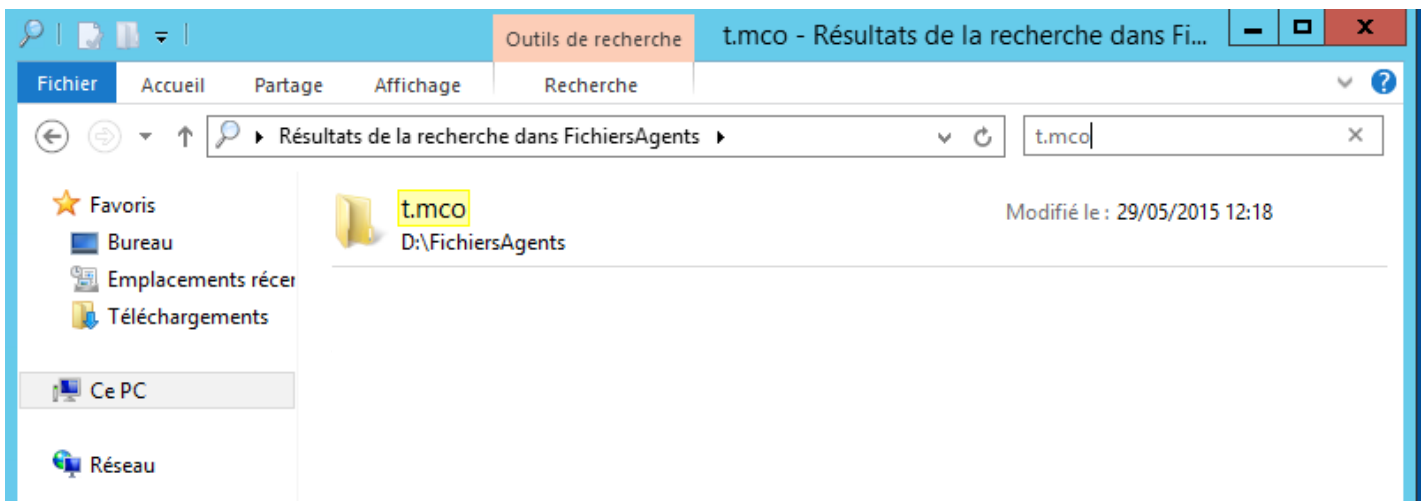 Outils de recherche
t.mco - Résultats de la recherche dans Fi...
Fichier Accueil Partage Affichage Recherche
Résultats de la recherche dans FichiersAgents
t.mco
Favoris
Bureau
Emplacements récer
Téléchargements
Ce PC
Réseau
t.mco
D:\FichiersAgents
Modifié le : 29/05/2015 12:18